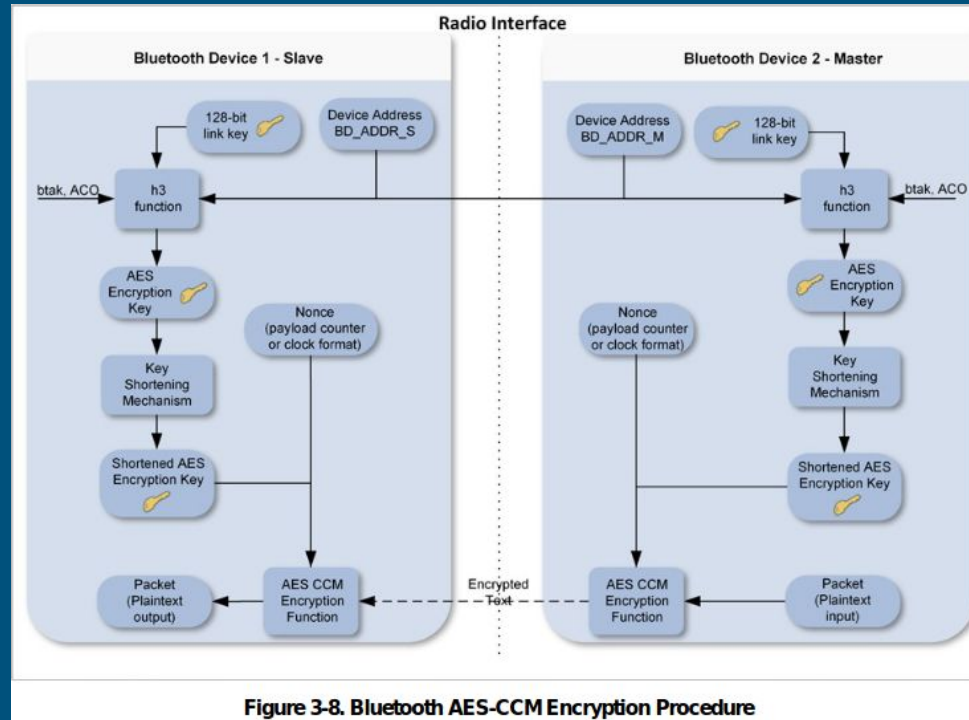 Radio Interface
Bluetooth Device 1 - Slave
128-bit
link key
Device Address
BD_ADDR_S
btak, ACO
h3
function
AES
Encryption
Key
Nonce
(payload counter
or clock format)
Key
Shortening
Mechanism
Shortened AES
Encryption Key
Packet
(Plaintext
output)
AES CCM
Encryption
Function
Encrypted
Text
Bluetooth Device 2 - Master
Device Address
BD_ADDR_M
128-bit
link key
h3
function
btak, ACO
AES
Encryption
Key
Nonce
(payload counter
or clock format)
Key
Shortening
Mechanism
Shortened AES
Encryption Key
AES CCM
Encryption
Function
Packet
(Plaintext
input)
Figure 3-8. Bluetooth AES-CCM Encryption Procedure